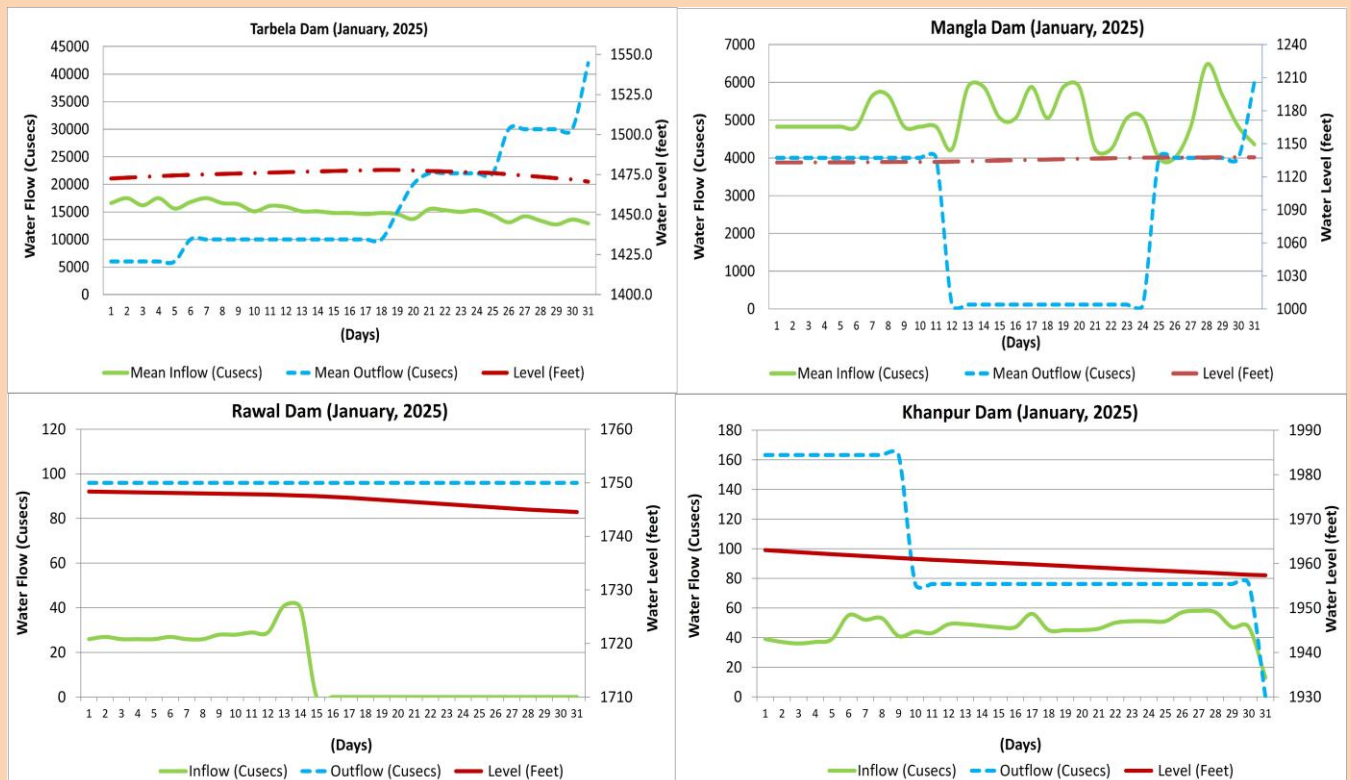 Tarbela Dam (January, 2025)
45000
40000
35000
30000
25000
20000
15000
10000
5000
0
Water Flow (Cusecs)
1550.0
1525.0
1500.0
1475.0
1450.0
1425.0
1400.0
Water Level (feet)
1 2 3 4 5 6 7 8 9 10 11 12 13 14 15 16 17 18 19 20 21 22 23 24 25 26 27 28 29 30 31
(Days)
Mean Inflow (Cusecs) Mean Outflow (Cusecs) Level (Feet)
Mangla Dam (January, 2025)
7000
6000
5000
4000
3000
2000
1000
0
Water Flow (Cusecs)
1240
1210
1180
1150
1120
1090
1060
1030
1000
Water Level (feet)
1 2 3 4 5 6 7 8 9 10 11 12 13 14 15 16 17 18 19 20 21 22 23 24 25 26 27 28 29 30 31
(Days)
Mean Inflow (Cusecs) Mean Outflow (Cusecs) Level (Feet)
Rawal Dam (January, 2025)
120
100
80
60
40
20
0
Water Flow (Cusecs)
1760
1750
1740
1730
1720
1710
Water Level (feet)
1 2 3 4 5 6 7 8 9 10 11 12 13 14 15 16 17 18 19 20 21 22 23 24 25 26 27 28 29 30 31
(Days)
Inflow (Cusecs) Outflow (Cusecs) Level (Feet)
Khanpur Dam (January, 2025)
180
160
140
120
100
80
60
40
20
0
Water Flow (Cusecs)
1990
1980
1970
1960
1950
1940
1930
Water Level (feet)
1 2 3 4 5 6 7 8 9 10 11 12 13 14 15 16 17 18 19 20 21 22 23 24 25 26 27 28 29 30 31
(Days)
Inflow (Cusecs) Outflow (Cusecs) Level (Feet)